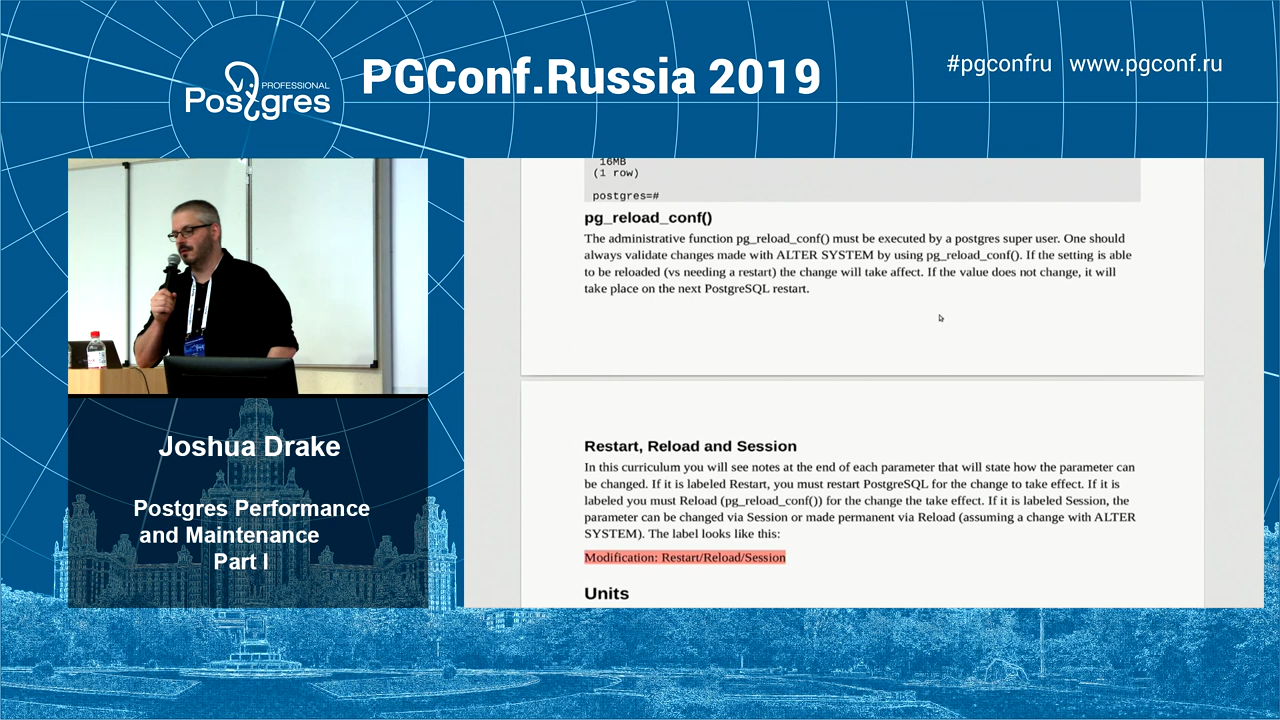 PROFESSIONAL
Postgres
PGConf.Russia 2019
#pgconfru www.pgconf.ru
16MB
(1 row)
postgres=#
pg_reload_conf()
The administrative function pg_reload_conf() must be executed by a postgres super user. One should
always validate changes made with ALTER SYSTEM by using pg_reload_conf(). If the setting is able
to be reloaded (vs needing a restart) the change will take affect. If the value does not change, it will
take place on the next PostgreSQL restart.
Restart, Reload and Session
In this curriculum you will see notes at the end of each parameter that will state how the parameter can
be changed. If it is labeled Restart, you must restart PostgreSQL for the change to take effect. If it is
labeled you must Reload (pg_reload_conf()) for the change the take effect. If it is labeled Session, the
parameter can be changed via Session or made permanent via Reload (assuming a change with ALTER
SYSTEM). The label looks like this:
Modification: Restart/Reload/Session
Units
Joshua Drake
Postgres Performance
and Maintenance
Part I